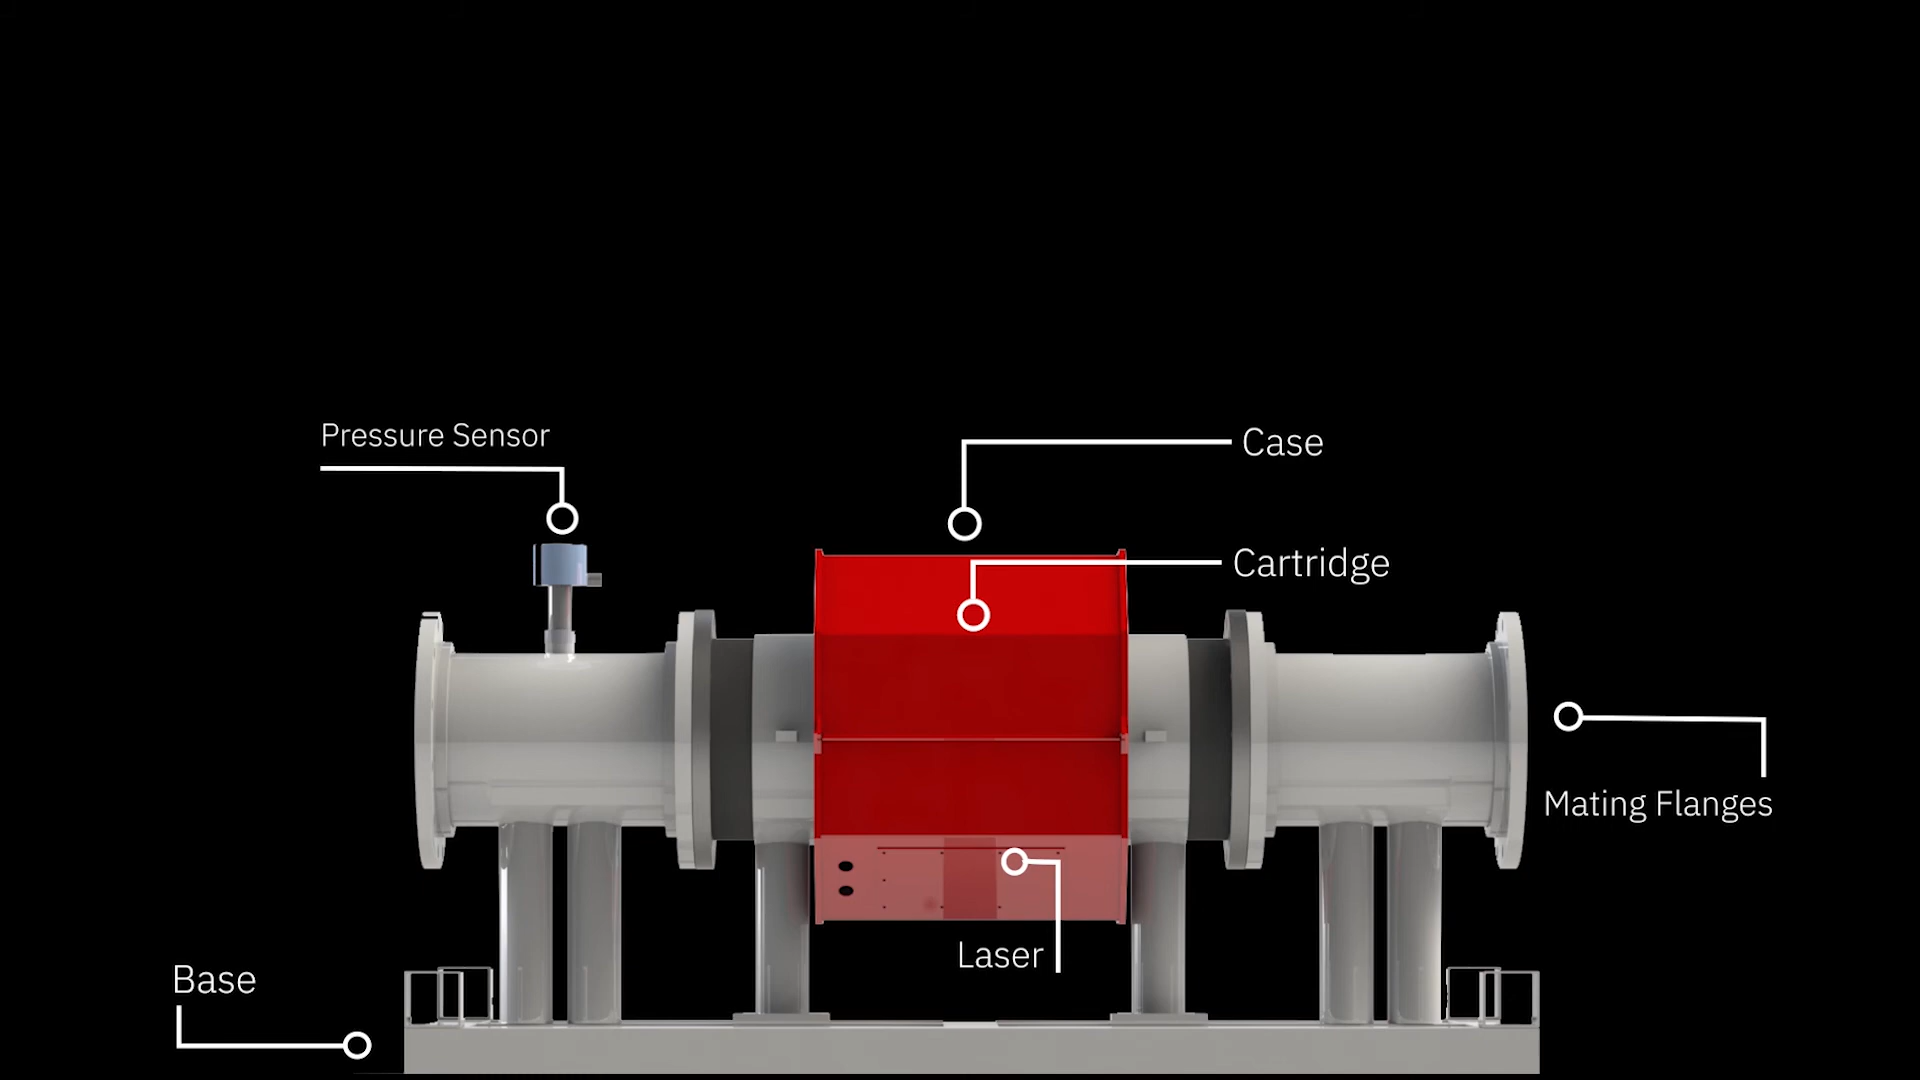 Pressure Sensor
Case
Cartridge
Mating Flanges
Laser
Base